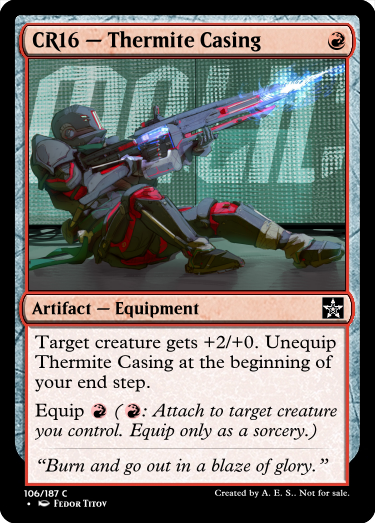 CR16 — Thermite Casing
Artifact — Equipment
Target creature gets +2/+0. Unequip
Thermite Casing at the beginning of
your end step.
Equip (: Attach to target creature
you control. Equip only as a sorcery.)
“Burn and go out in a blaze of glory.”
106/187 C
Created by A. E. S.. Not for sale.
• Fedor Titov